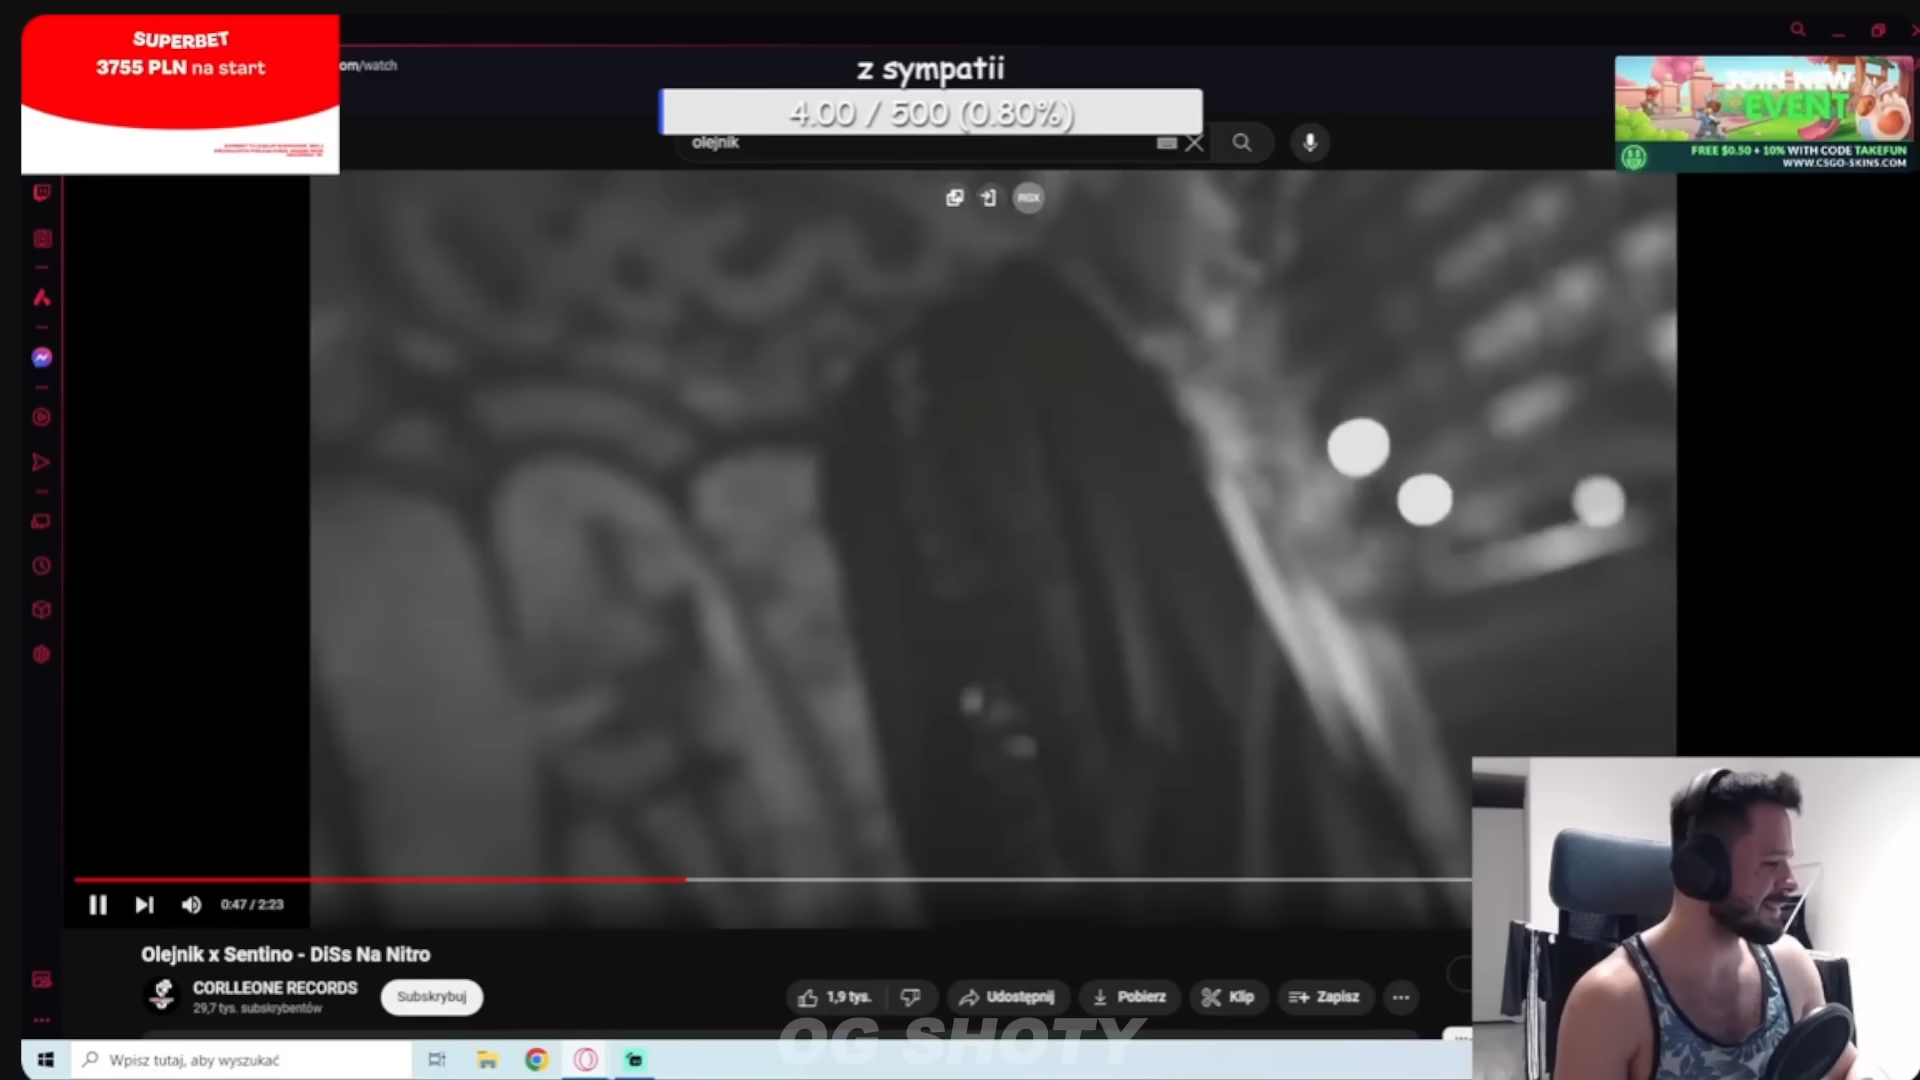 SUPERBET
3755 PLN na start
om/watch
z sympatii
4.00 / 500 (0.80%)
olejnik
RGX
JOIN NEW
EVENT
FREE $0.50 + 10% WITH CODE TAKEFUN
WWW.CSGO-SKINS.COM
0:47 / 2:23
Olejnik x Sentino - DiSs Na Nitro
CORLLEONE RECORDS
29,7 tys. subskrybentów
Subskrybuj
1,9 tys.
Udostępnij
Pobierz
Klip
Zapisz
OG SHOTY
Wpisz tutaj, aby wyszukać